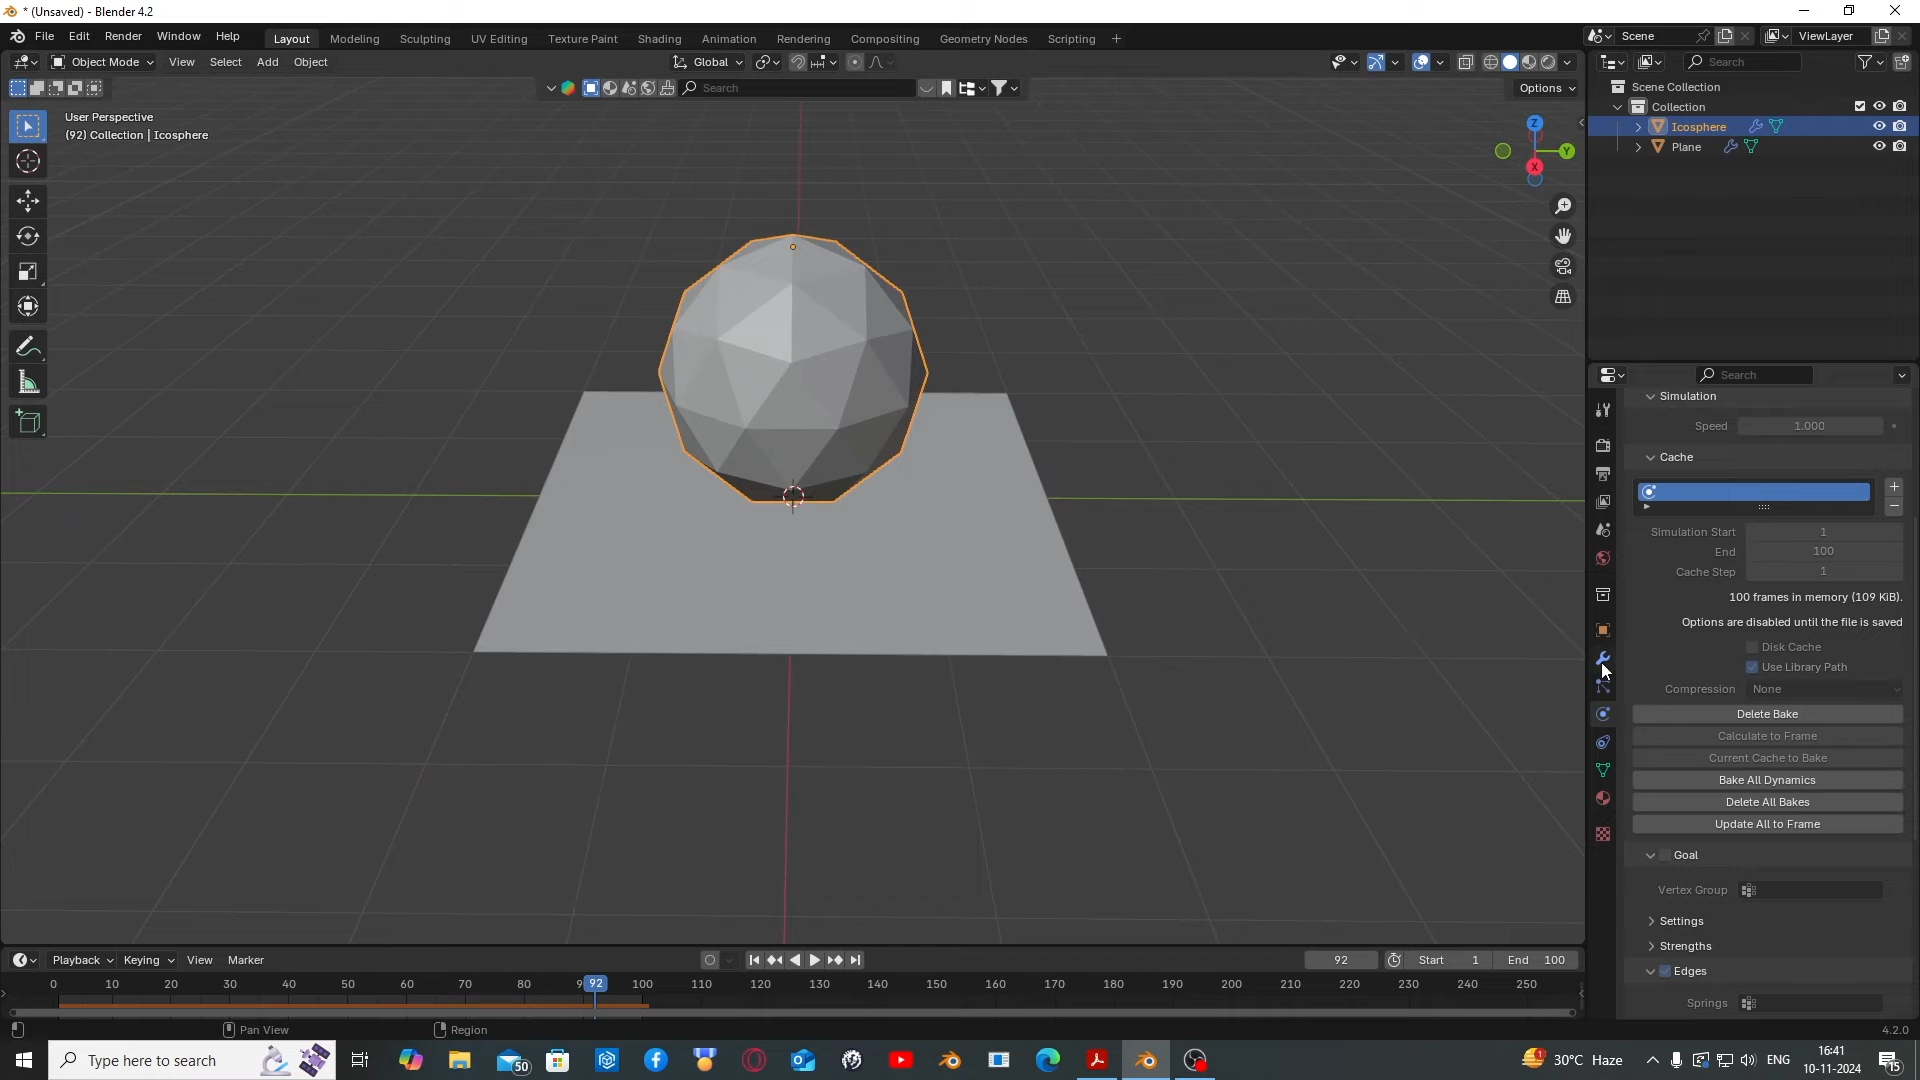 * (Unsaved) - Blender 4.2
File Edit Render Window Help
Layout Modeling Sculpting UV Editing Texture Paint Shading Animation Rendering Compositing Geometry Nodes Scripting +
Scene ViewLayer
Object Mode View Select Add Object
Global
Search
Search
Options
User Perspective
(92) Collection | Icosphere
Z
Y
X
Scene Collection
Collection
Icosphere
Plane
Search
Simulation
Speed 1.000
Cache
Simulation Start 1
End 100
Cache Step 1
100 frames in memory (109 KiB).
Options are disabled until the file is saved
Disk Cache
Use Library Path
Compression None
Delete Bake
Calculate to Frame
Current Cache to Bake
Bake All Dynamics
Delete All Bakes
Update All to Frame
Goal
Vertex Group
Settings
Strengths
Edges
Springs
Playback Keying View Marker
92 Start 1 End 100
0 10 20 30 40 50 60 70 80 9 92 100 110 120 130 140 150 160 170 180 190 200 210 220 230 240 250
Pan View Region
4.2.0
Type here to search
50
30°C Haze
ENG
16:41
10-11-2024
15